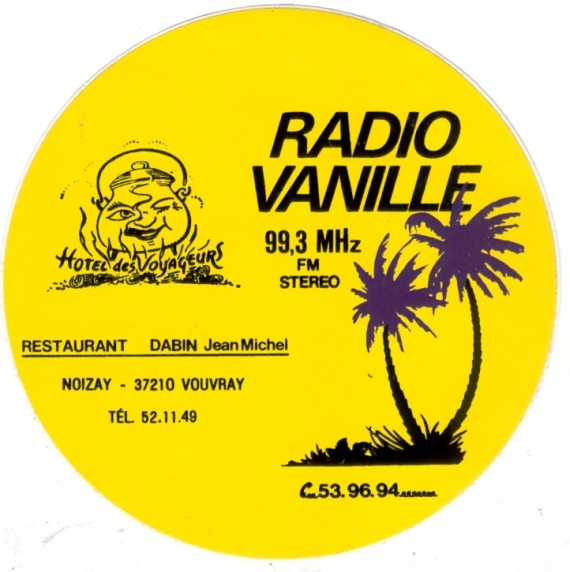 RADIO
VANILLE
99,3 MHz
FM
STEREO
HOTEL des VOYAGEURS
RESTAURANT DABIN Jean Michel
NOIZAY - 37210 VOUVRAY
TÉL. 52.11.49
53.96.94